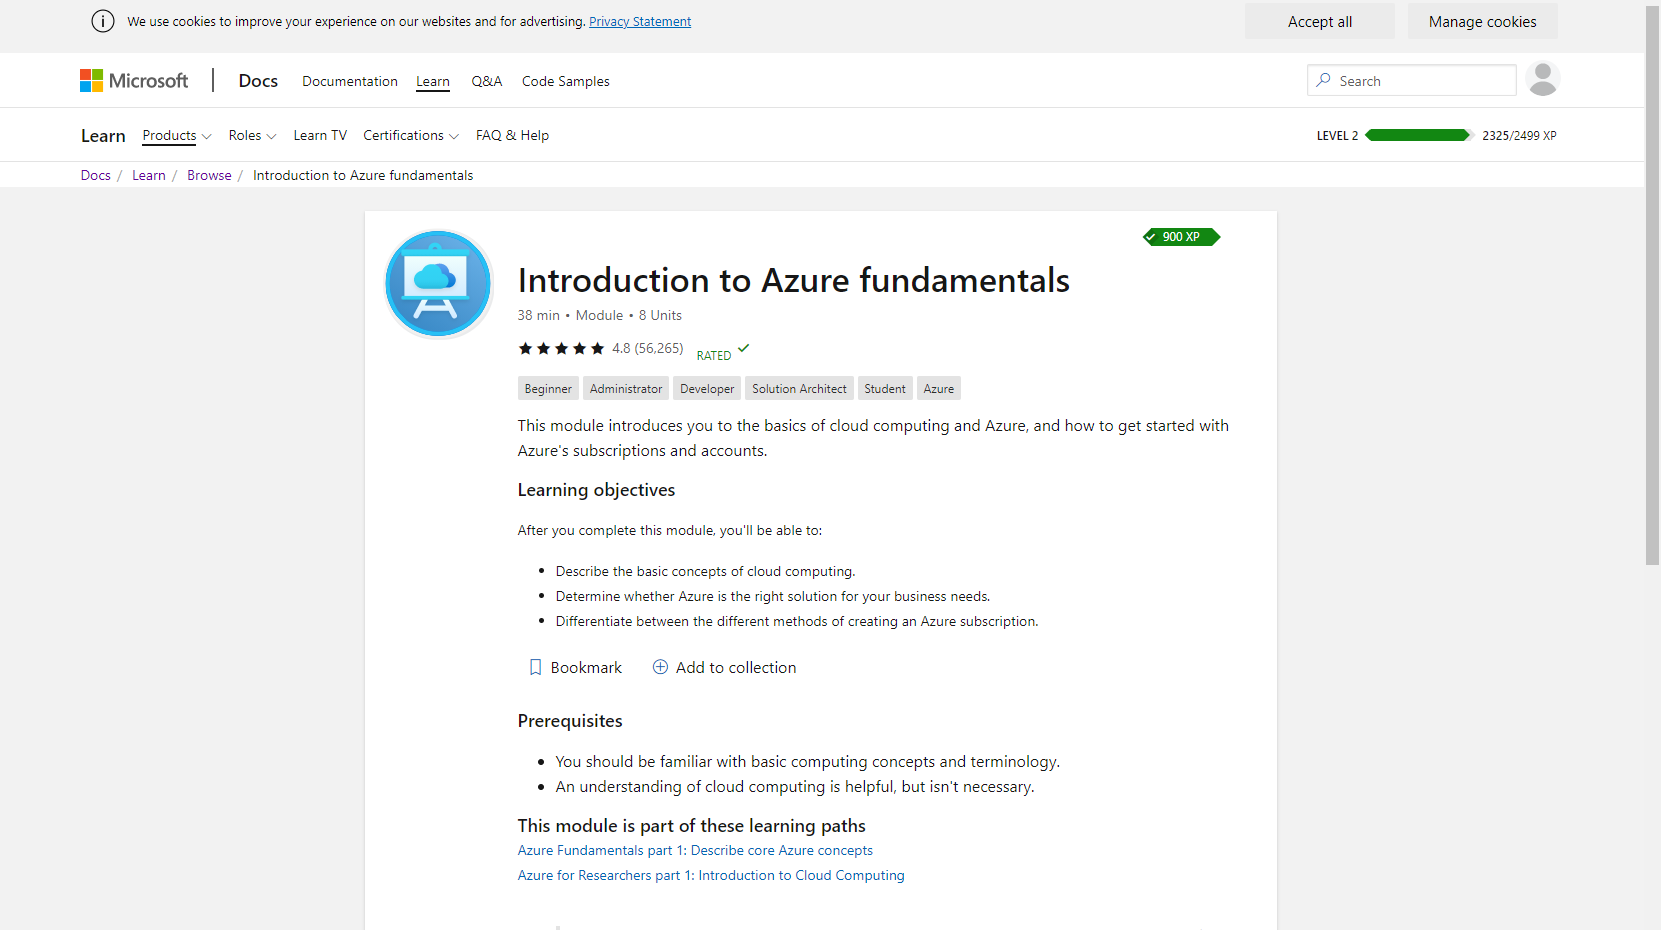 We use cookies to improve your experience on our websites and for advertising. Privacy Statement
Accept all
Manage cookies
Microsoft
Docs
Documentation
Learn
Q&A
Code Samples
Search
Learn
Products
Roles
Learn TV
Certifications
FAQ & Help
LEVEL 2
2325/2499 XP
Docs / Learn / Browse / Introduction to Azure fundamentals
900 XP
Introduction to Azure fundamentals
38 min • Module • 8 Units
4.8 (56,265)
RATED
Beginner
Administrator
Developer
Solution Architect
Student
Azure
This module introduces you to the basics of cloud computing and Azure, and how to get started with
Azure's subscriptions and accounts.
Learning objectives
After you complete this module, you'll be able to:
• Describe the basic concepts of cloud computing.
• Determine whether Azure is the right solution for your business needs.
• Differentiate between the different methods of creating an Azure subscription.
Bookmark
Add to collection
Prerequisites
• You should be familiar with basic computing concepts and terminology.
• An understanding of cloud computing is helpful, but isn't necessary.
This module is part of these learning paths
Azure Fundamentals part 1: Describe core Azure concepts
Azure for Researchers part 1: Introduction to Cloud Computing